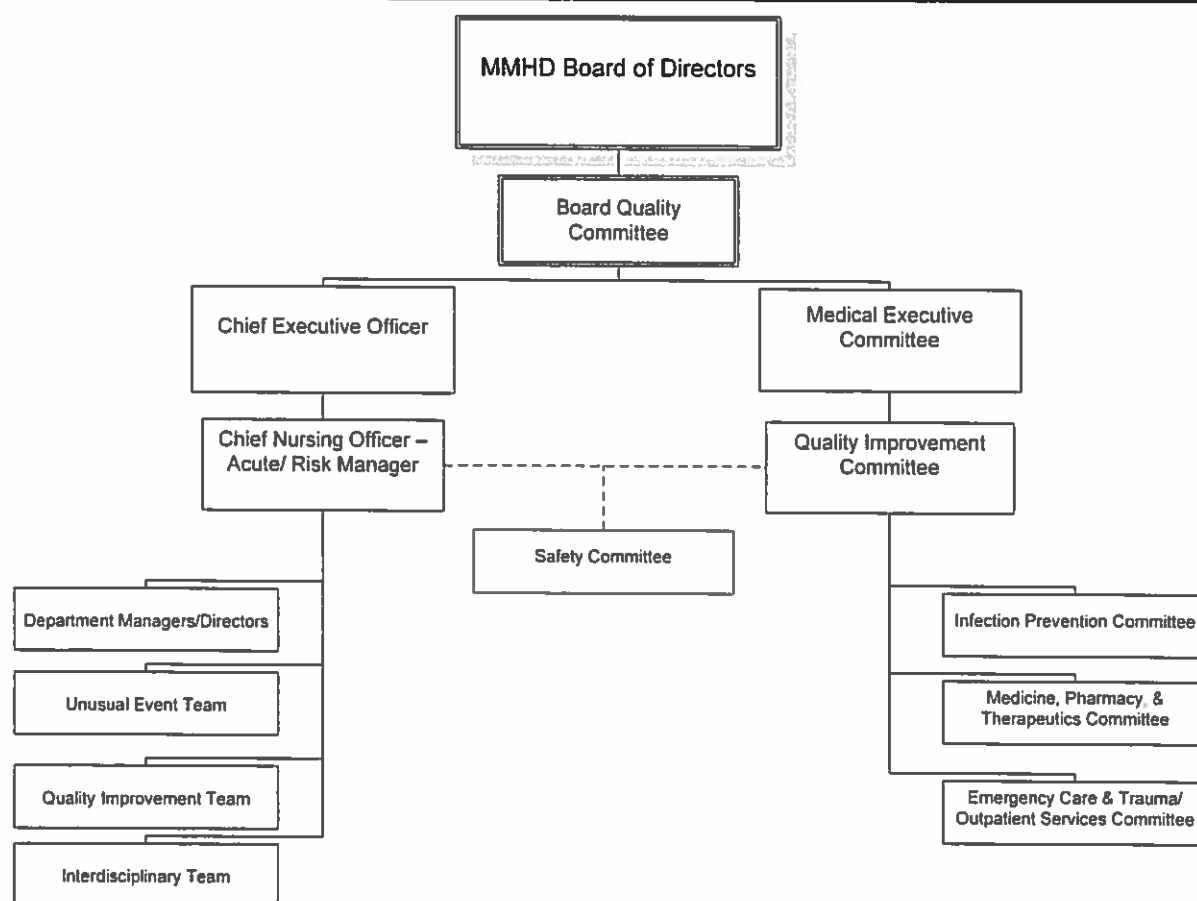 MMHD Board of Directors
Board Quality
Committee
Chief Executive Officer
Medical Executive
Committee
Chief Nursing Officer –
Acute/ Risk Manager
Quality Improvement
Committee
Safety Committee
Department Managers/Directors
Unusual Event Team
Quality Improvement Team
Interdisciplinary Team
Infection Prevention Committee
Medicine, Pharmacy, &
Therapeutics Committee
Emergency Care & Trauma/
Outpatient Services Committee